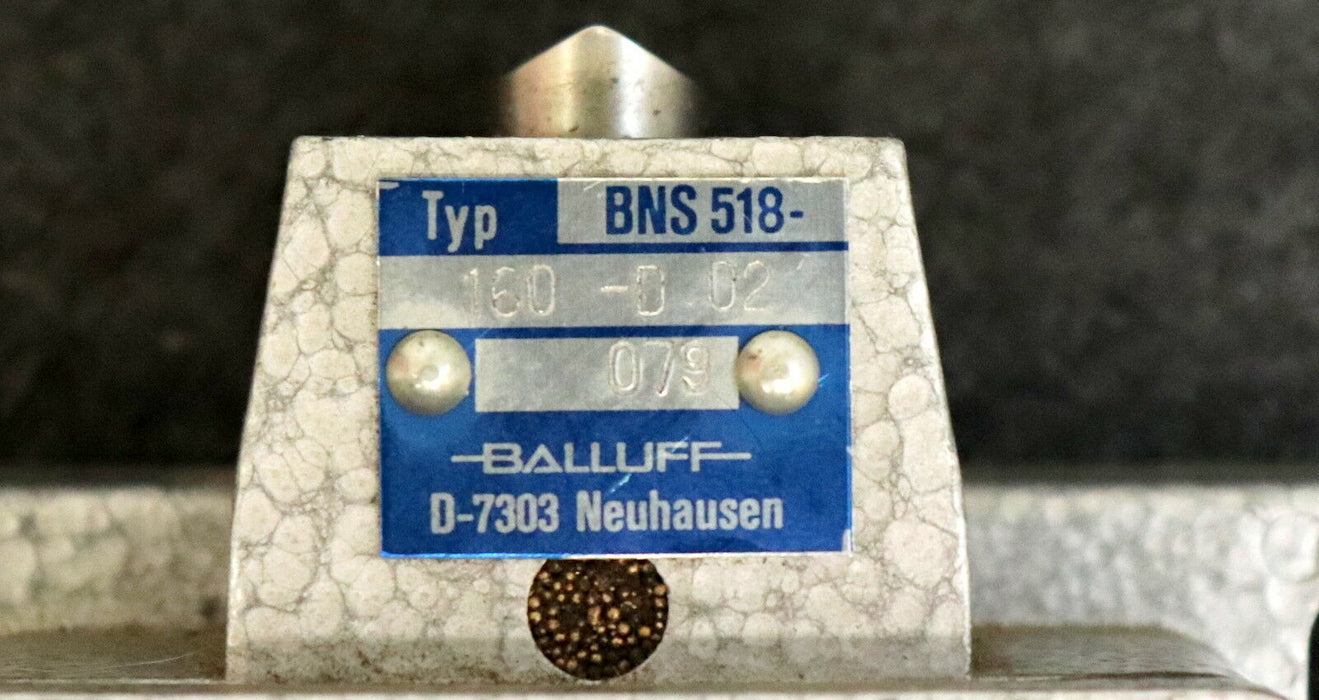 Typ BNS 518-
160 -D 02
079
BALLUFF
D-7303 Neuhausen